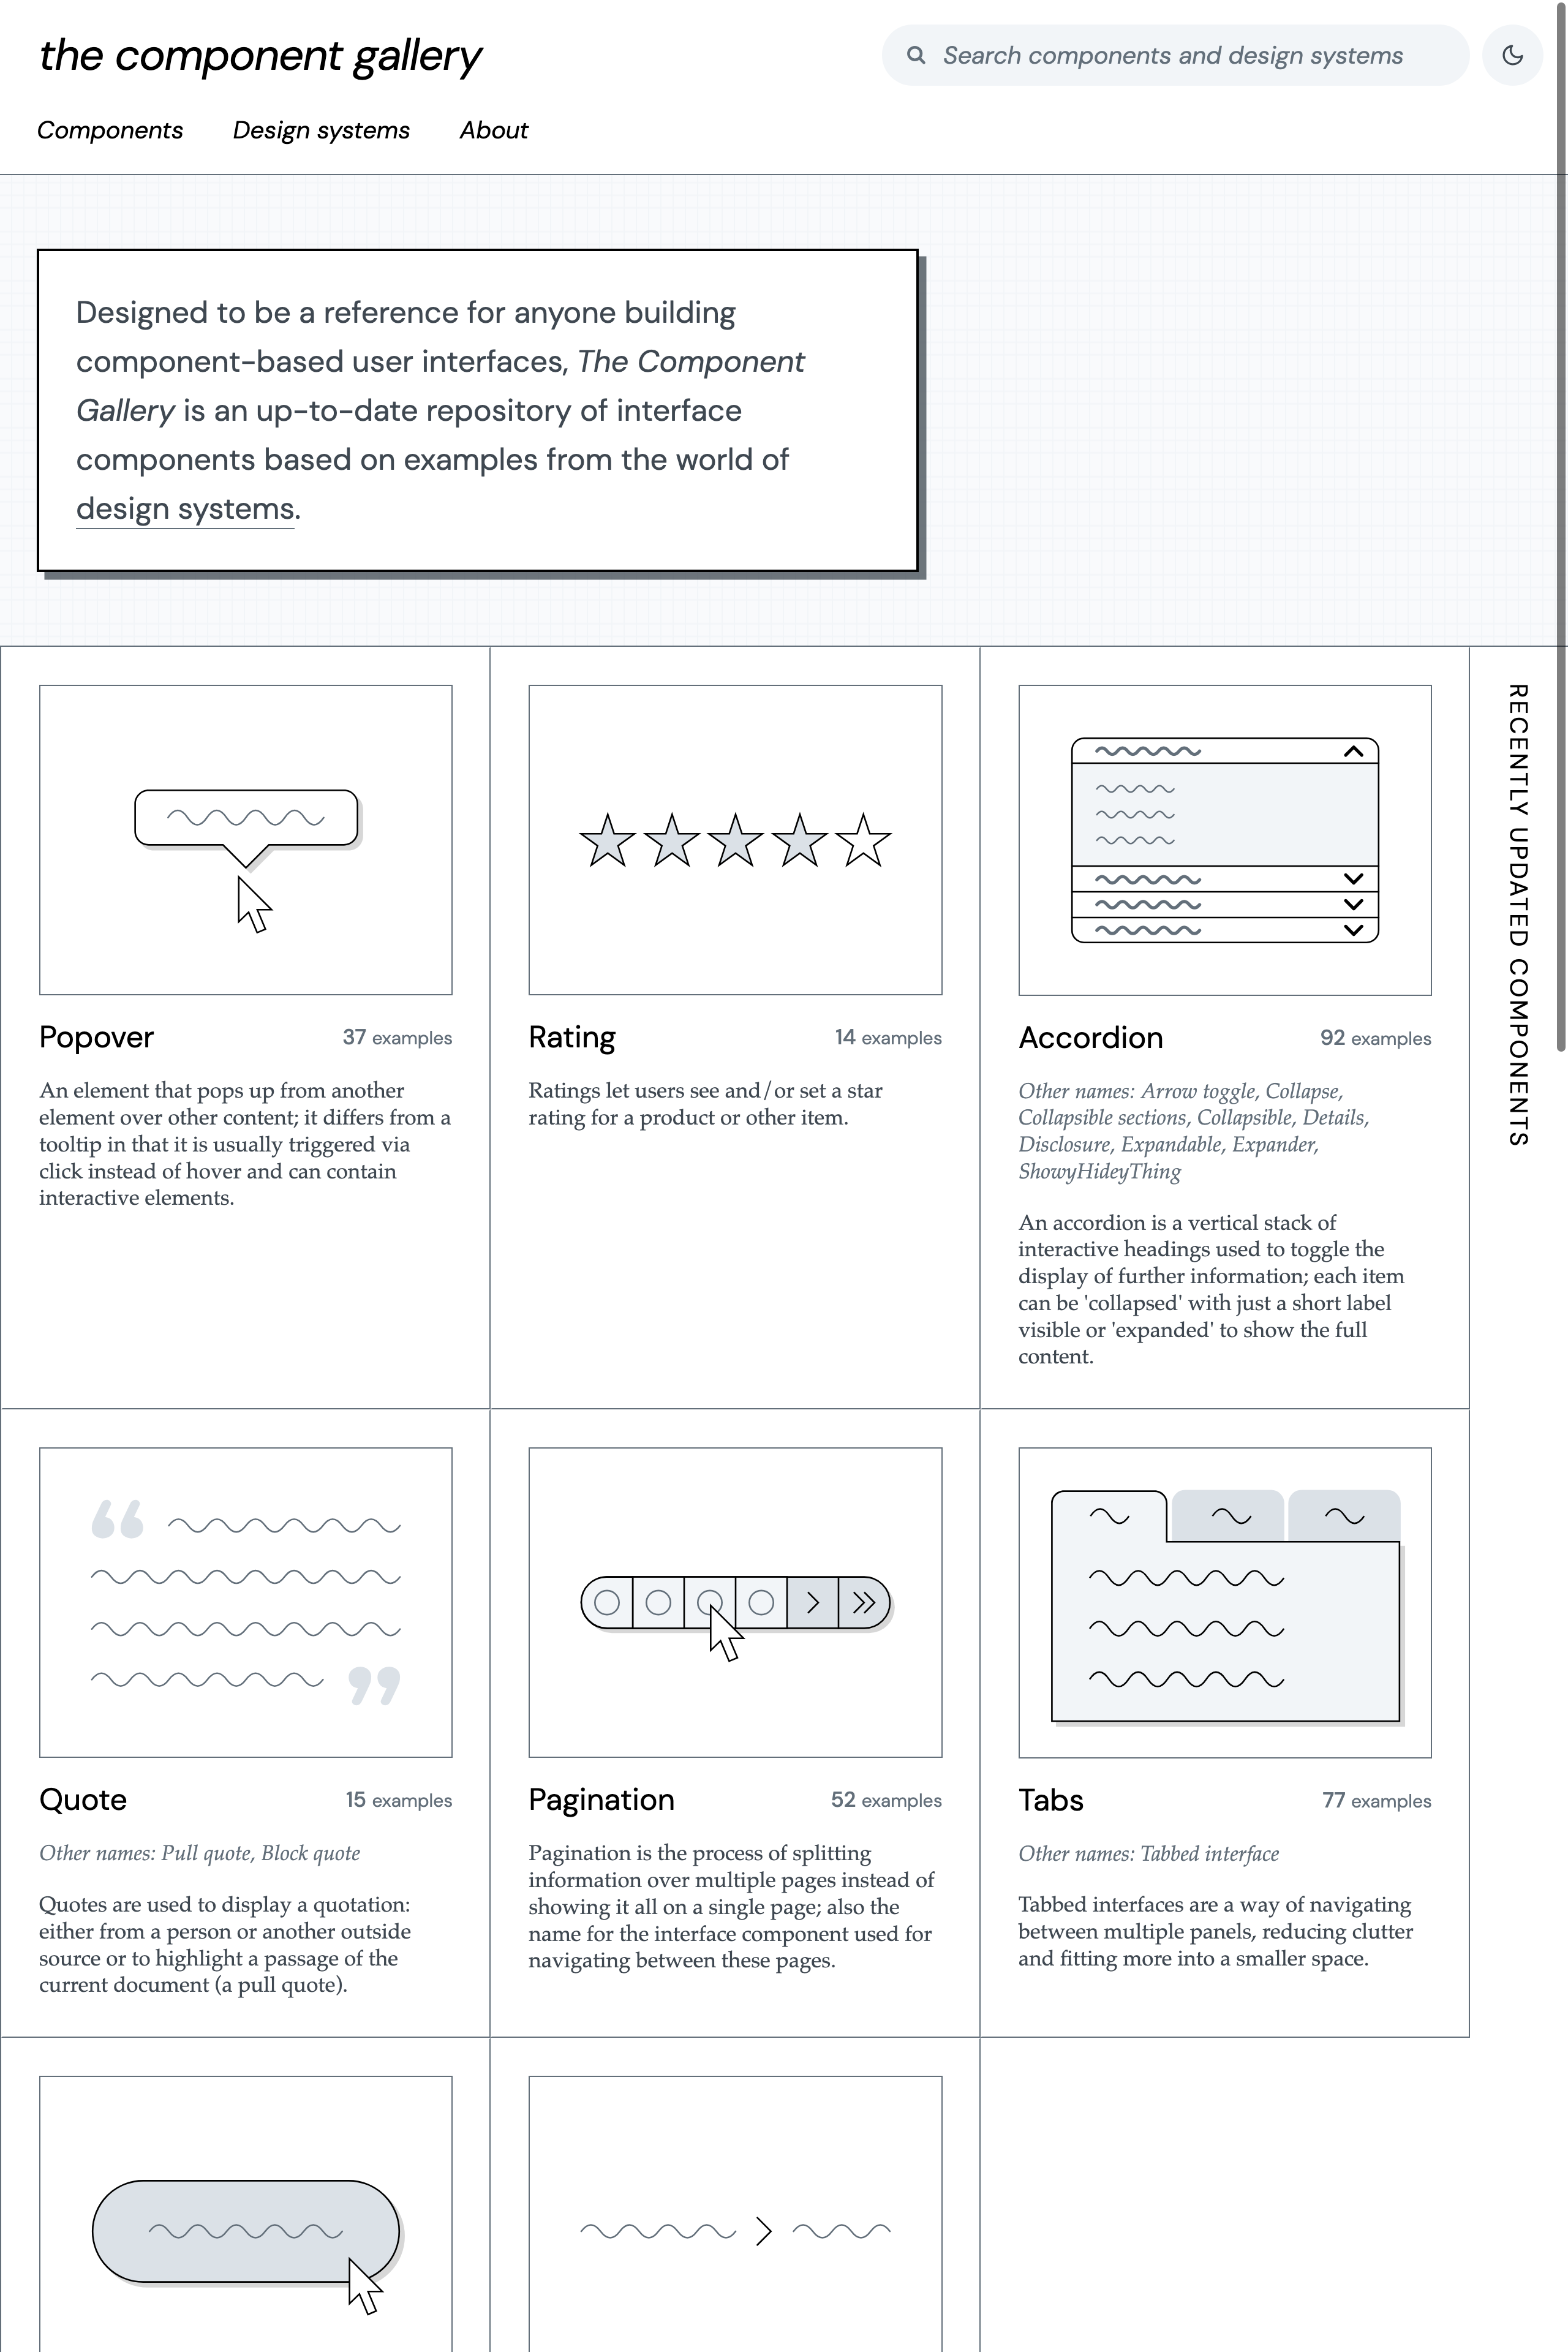 the component gallery
Search components and design systems
Components
Design systems
About
Designed to be a reference for anyone building
component-based user interfaces, The Component
Gallery is an up-to-date repository of interface
components based on examples from the world of
design systems.
RECENTLY UPDATED COMPONENTS
Popover
37 examples
An element that pops up from another
element over other content; it differs from a
tooltip in that it is usually triggered via
click instead of hover and can contain
interactive elements.
Rating
14 examples
Ratings let users see and/or set a star
rating for a product or other item.
Accordion
92 examples
Other names: Arrow toggle, Collapse,
Collapsible sections, Collapsible, Details,
Disclosure, Expandable, Expander,
ShowyHideyThing
An accordion is a vertical stack of
interactive headings used to toggle the
display of further information; each item
can be 'collapsed' with just a short label
visible or 'expanded' to show the full
content.
Quote
15 examples
Other names: Pull quote, Block quote
Quotes are used to display a quotation:
either from a person or another outside
source or to highlight a passage of the
current document (a pull quote).
Pagination
52 examples
Pagination is the process of splitting
information over multiple pages instead of
showing it all on a single page; also the
name for the interface component used for
navigating between these pages.
Tabs
77 examples
Other names: Tabbed interface
Tabbed interfaces are a way of navigating
between multiple panels, reducing clutter
and fitting more into a smaller space.